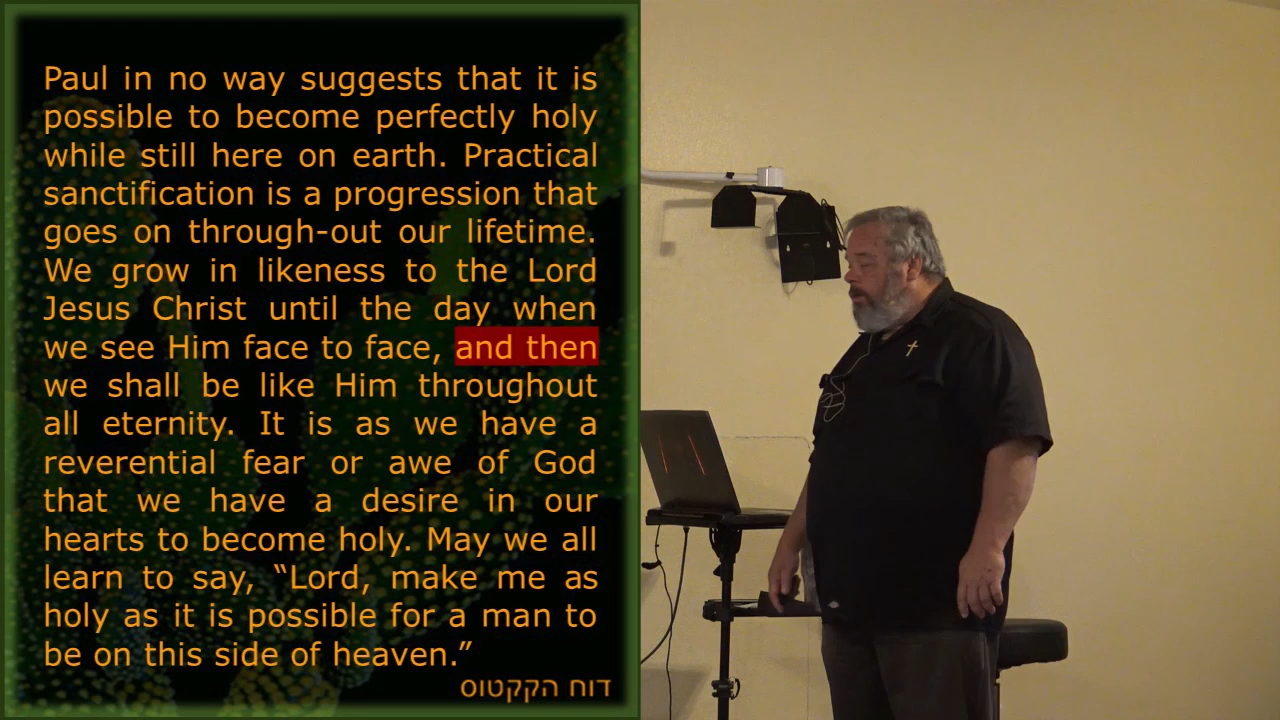 Paul in no way suggests that it is
possible to become perfectly holy
while still here on earth. Practical
sanctification is a progression that
goes on through-out our lifetime.
We grow in likeness to the Lord
Jesus Christ until the day when
we see Him face to face, and then
we shall be like Him throughout
all eternity. It is as we have a
reverential fear or awe of God
that we have a desire in our
hearts to become holy. May we all
learn to say, “Lord, make me as
holy as it is possible for a man to
be on this side of heaven.”
דוח הקקטוס